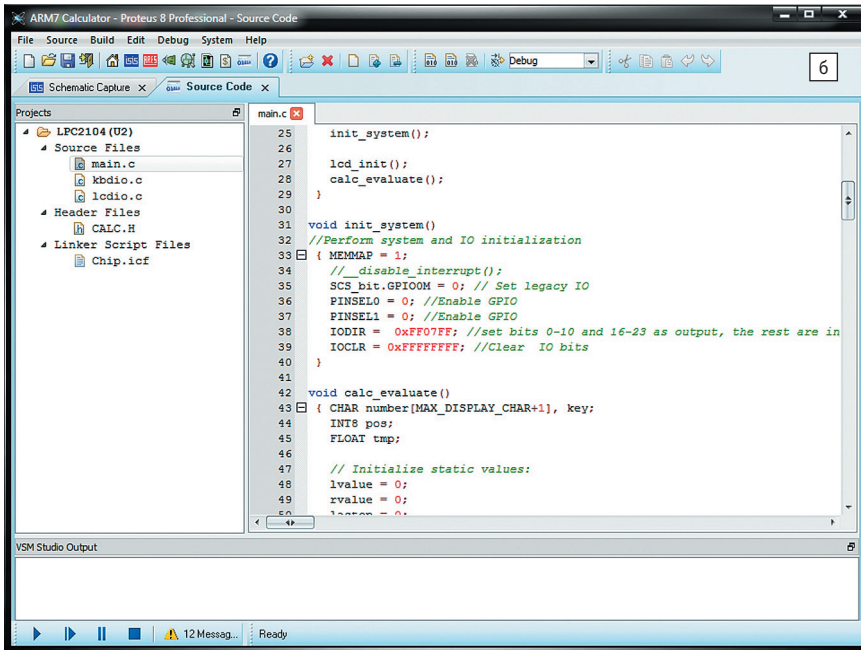 ARM7 Calculator - Proteus 8 Professional - Source Code
File Source Build Edit Debug System Help
Debug
б
Schematic Capture Source Code
Projects
main.c
LPC2104(U2)
Source Files
main.c
kbdio.c
lcdio.c
Header Files
CALC.H
Linker Script Files
Chip.icf
25 init_system();
26
27 lcd_init();
28 calc_evaluate();
29 }
30
31 void init_system()
32 //Perform system and IO initialization
33 { MEMMAP = 1;
34 //__disable_interrupt();
35 SCS_bit.GPIO0M = 0; // Set legacy IO
36 PINSEL0 = 0; //Enable GPIO
37 PINSEL1 = 0; //Enable GPIO
38 IODIR = 0xFF07FF; //set bits 0-10 and 16-23 as output, the rest are in
39 IOCLR = 0xFFFFFFFF; //Clear IO bits
40 }
41
42 void calc_evaluate()
43 { CHAR number[MAX_DISPLAY_CHAR+1], key;
44 INT8 pos;
45 FLOAT tmp;
46
47 // Initialize static values:
48 lvalue = 0;
49 rvalue = 0;
VSM Studio Output
12 Messag... Ready